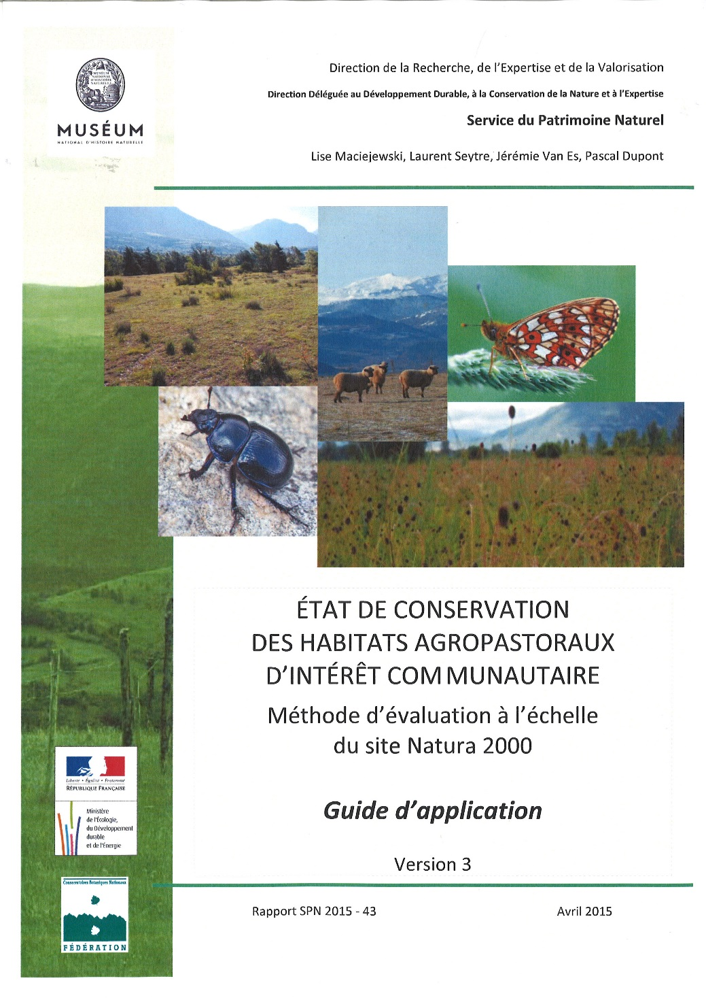 MUSÉUM
NATIONAL
D'HISTOIRE
NATURELLE
MUSÉUM
NATIONAL D'HISTOIRE NATURELLE
Direction de la Recherche, de l'Expertise et de la Valorisation
Direction Déléguée au Développement Durable, à la Conservation de la Nature et à l'Expertise
Service du Patrimoine Naturel
Lise Maciejewski, Laurent Seytre, Jérémie Van Es, Pascal Dupont
ÉTAT DE CONSERVATION
DES HABITATS AGROPASTORAUX
D'INTÉRÊT COMMUNAUTAIRE
Méthode d'évaluation à l'échelle
du site Natura 2000
Guide d'application
Version 3
Liberté • Égalité • Fraternité
RÉPUBLIQUE FRANÇAISE
Ministère
de l'Écologie,
du Développement
durable
et de l'Énergie
Conservatoires Botaniques Nationaux
FÉDÉRATION
Rapport SPN 2015 - 43
Avril 2015